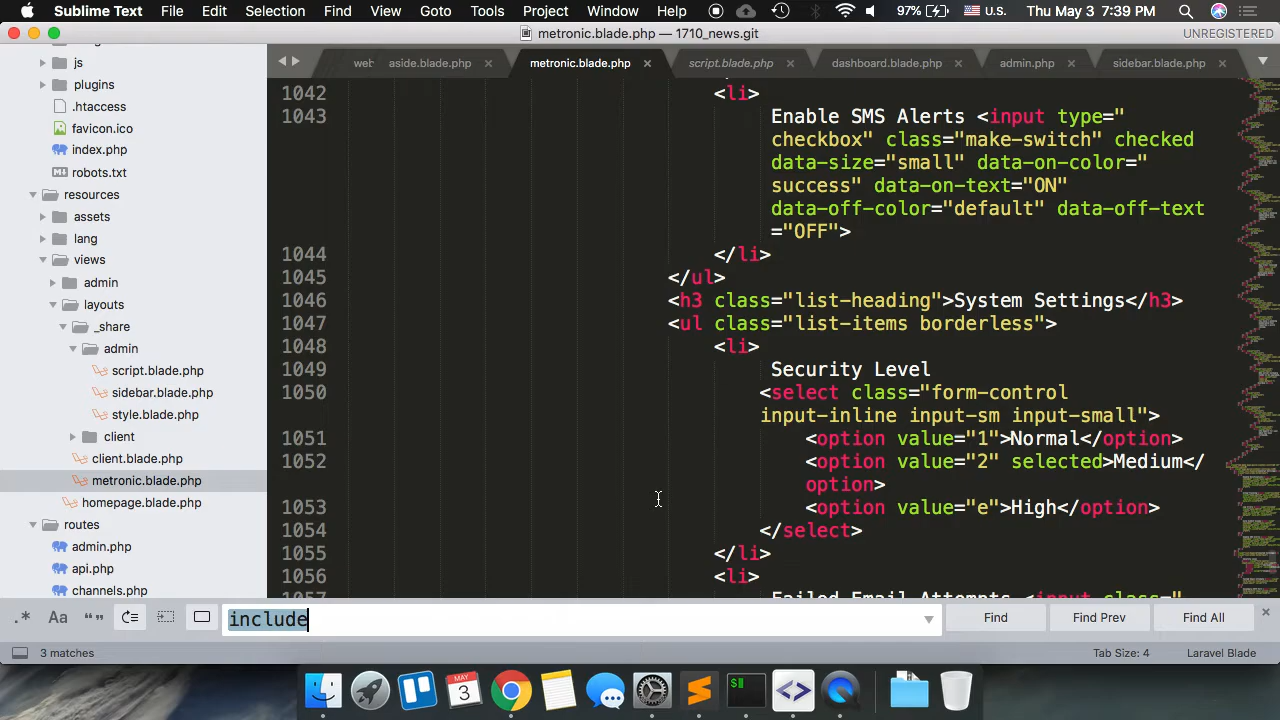 Sublime Text File Edit Selection Find View Goto Tools Project Window Help 97% U.S. Thu May 3 7:39 PM
metronic.blade.php — 1710_news.git UNREGISTERED
web aside.blade.php metronic.blade.php script.blade.php dashboard.blade.php admin.php sidebar.blade.php
js
plugins
.htaccess
favicon.ico
index.php
robots.txt
resources
assets
lang
views
admin
layouts
_share
admin
script.blade.php
sidebar.blade.php
style.blade.php
client
client.blade.php
metronic.blade.php
homepage.blade.php
routes
admin.php
api.php
channels.php
1042 <li>
1043 Enable SMS Alerts <input type="
checkbox" class="make-switch" checked
data-size="small" data-on-color="
success" data-on-text="ON"
data-off-color="default" data-off-text
="OFF">
1044 </li>
1045 </ul>
1046 <h3 class="list-heading">System Settings</h3>
1047 <ul class="list-items borderless">
1048 <li>
1049 Security Level
1050 <select class="form-control
input-inline input-sm input-small">
1051 <option value="1">Normal</option>
1052 <option value="2" selected>Medium</
option>
1053 <option value="e">High</option>
1054 </select>
1055 </li>
1056 <li>
1057 Failed Email Attempts <input class="
.* Aa “” include Find Find Prev Find All
3 matches Tab Size: 4 Laravel Blade
MAY
3
$